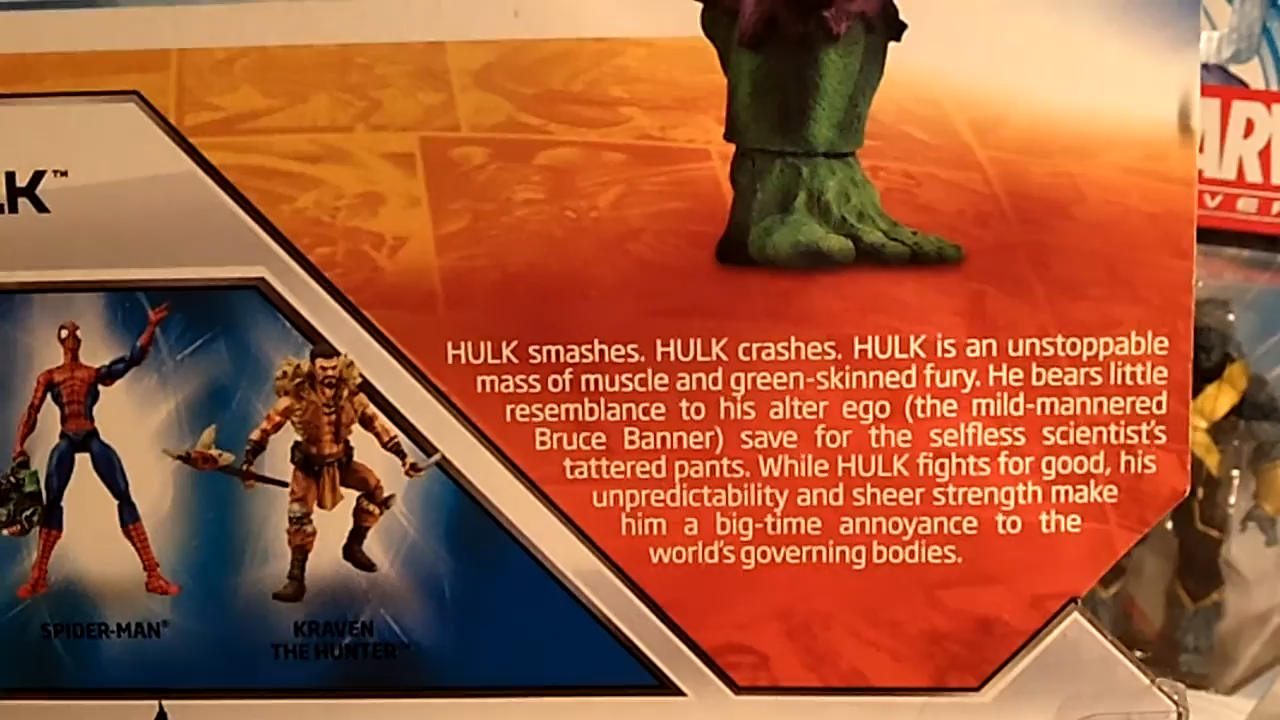 LK™
HULK smashes. HULK crashes. HULK is an unstoppable
mass of muscle and green-skinned fury. He bears little
resemblance to his alter ego (the mild-mannered
Bruce Banner) save for the selfless scientist's
tattered pants. While HULK fights for good, his
unpredictability and sheer strength make
him a big-time annoyance to the
world's governing bodies.
SPIDER-MAN®
KRAVEN
THE HUNTER™
ARV
VER